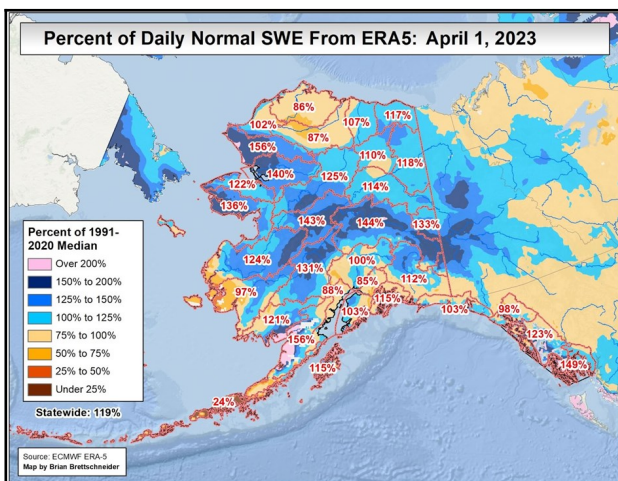 Percent of Daily Normal SWE From ERA5: April 1, 2023
86%
117%
102%
107%
87%
156%
110%
118%
140%
125%
122%
114%
136%
143%
144%
133%
124%
100%
131%
112%
97%
85%
88%
115%
103%
103%
98%
121%
123%
156%
149%
115%
24%
Percent of 1991-
2020 Median
Over 200%
150% to 200%
125% to 150%
100% to 125%
75% to 100%
50% to 75%
25% to 50%
Under 25%
Statewide: 119%
Source: ECMWF ERA-5
Map by Brian Brettschneider